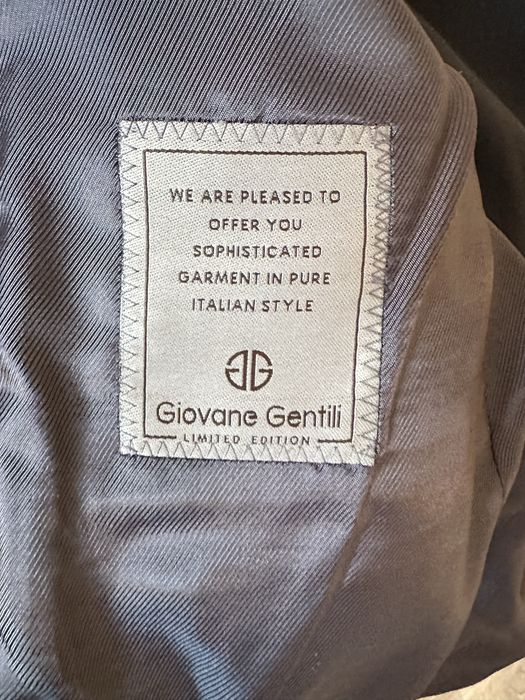 WE ARE PLEASED TO
OFFER YOU
SOPHISTICATED
GARMENT IN PURE
ITALIAN STYLE
GG
Giovane Gentili
LIMITED EDITION